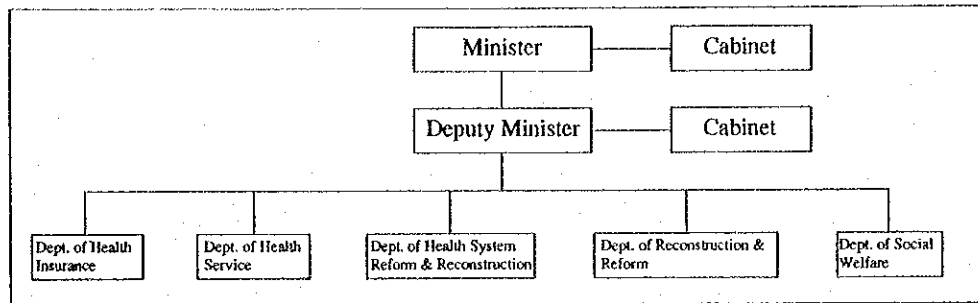 Minister
Cabinet
Deputy Minister
Cabinet
Dept. of Health
Insurance
Dept. of Health
Service
Dept. of Health System
Reform & Reconstruction
Dept. of Reconstruction &
Reform
Dept. of Social
Welfare